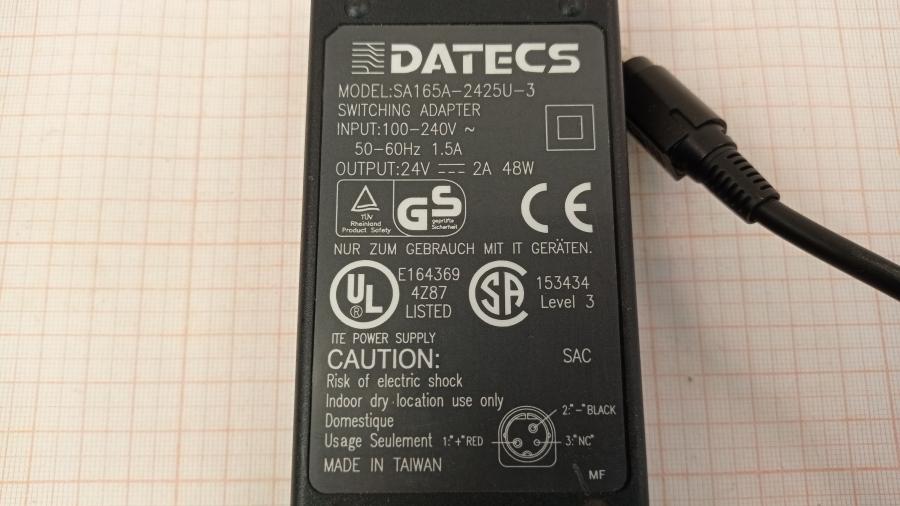 DATECS
MODEL:SA165A-2425U-3
SWITCHING ADAPTER
INPUT:100-240V ~
50-60Hz 1.5A
OUTPUT:24V ⎓ 2A 48W
TÜV
Rheinland
Product Safety
GS
geprüfte
Sicherheit
CE
NUR ZUM GEBRAUCH MIT IT GERÄTEN.
UL
®
E164369
4Z87
LISTED
SA
153434
Level 3
ITE POWER SUPPLY
CAUTION:
SAC
Risk of electric shock
Indoor dry location use only
Domestique
Usage Seulement
2:"-"BLACK
1:"+"RED
3:"NC"
2
1
3
MADE IN TAIWAN
MF